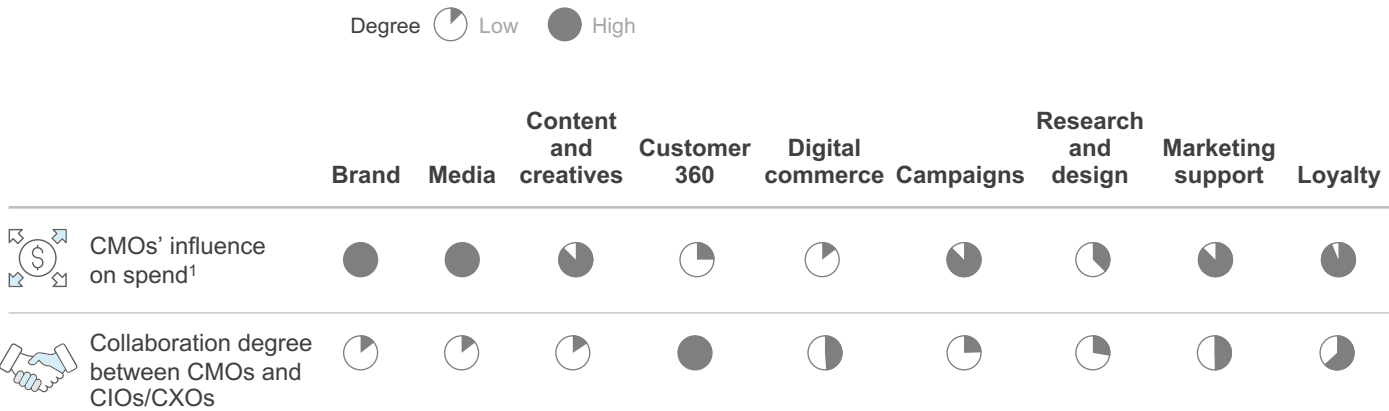 Degree Low High
Content
and
creatives
Research
and
design
Customer
360
Digital
commerce
Marketing
support
Brand Media Campaigns Loyalty
$ CMOs’ influence
on spend¹
Collaboration degree
between CMOs and
CIOs/CXOs